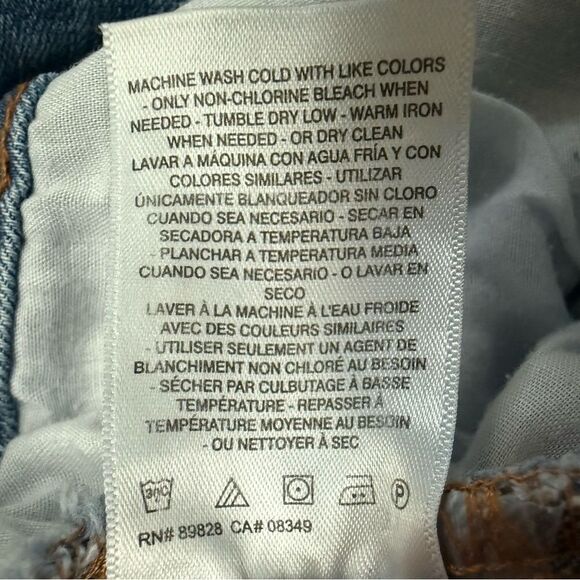 MACHINE WASH COLD WITH LIKE COLORS
- ONLY NON-CHLORINE BLEACH WHEN
NEEDED - TUMBLE DRY LOW - WARM IRON
WHEN NEEDED - OR DRY CLEAN
LAVAR A MÁQUINA CON AGUA FRÍA Y CON
COLORES SIMILARES - UTILIZAR
ÚNICAMENTE BLANQUEADOR SIN CLORO
CUANDO SEA NECESARIO - SECAR EN
SECADORA A TEMPERATURA BAJA
- PLANCHAR A TEMPERATURA MEDIA
CUANDO SEA NECESARIO - O LAVAR EN
SECO
LAVER À LA MACHINE À L'EAU FROIDE
AVEC DES COULEURS SIMILAIRES
- UTILISER SEULEMENT UN AGENT DE
BLANCHIMENT NON CHLORÉ AU BESOIN
- SÉCHER PAR CULBUTAGE À BASSE
TEMPÉRATURE - REPASSER À
TEMPÉRATURE MOYENNE AU BESOIN
- OU NETTOYER À SEC
30C P
RN# 89828 CA# 08349